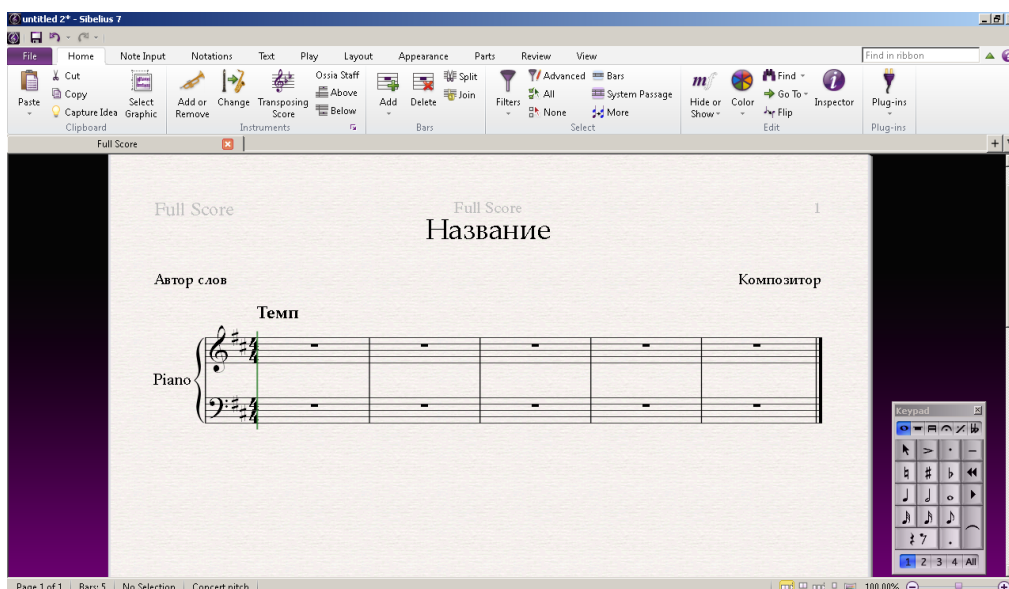 untitled 2* - Sibelius 7
File Home Note Input Notations Text Play Layout Appearance Parts Review View Find in ribbon
Paste
Cut
Copy
Capture Idea
Select Graphic
Clipboard
Add or Remove
Change
Transposing Score
Ossia Staff
Above
Below
Instruments
Add
Delete
Split
Join
Bars
Filters
Advanced
All
None
Bars
System Passage
More
Select
Hide or Show
Color
Find
Go To
Flip
Inspector
Edit
Plug-ins
Plug-ins
Full Score
Full Score Full Score 1
Название
Автор слов Композитор
Темп
Piano
Keypad
1 2 3 4 All
Page 1 of 1 Bars: 5 No Selection Concert pitch 100.00%